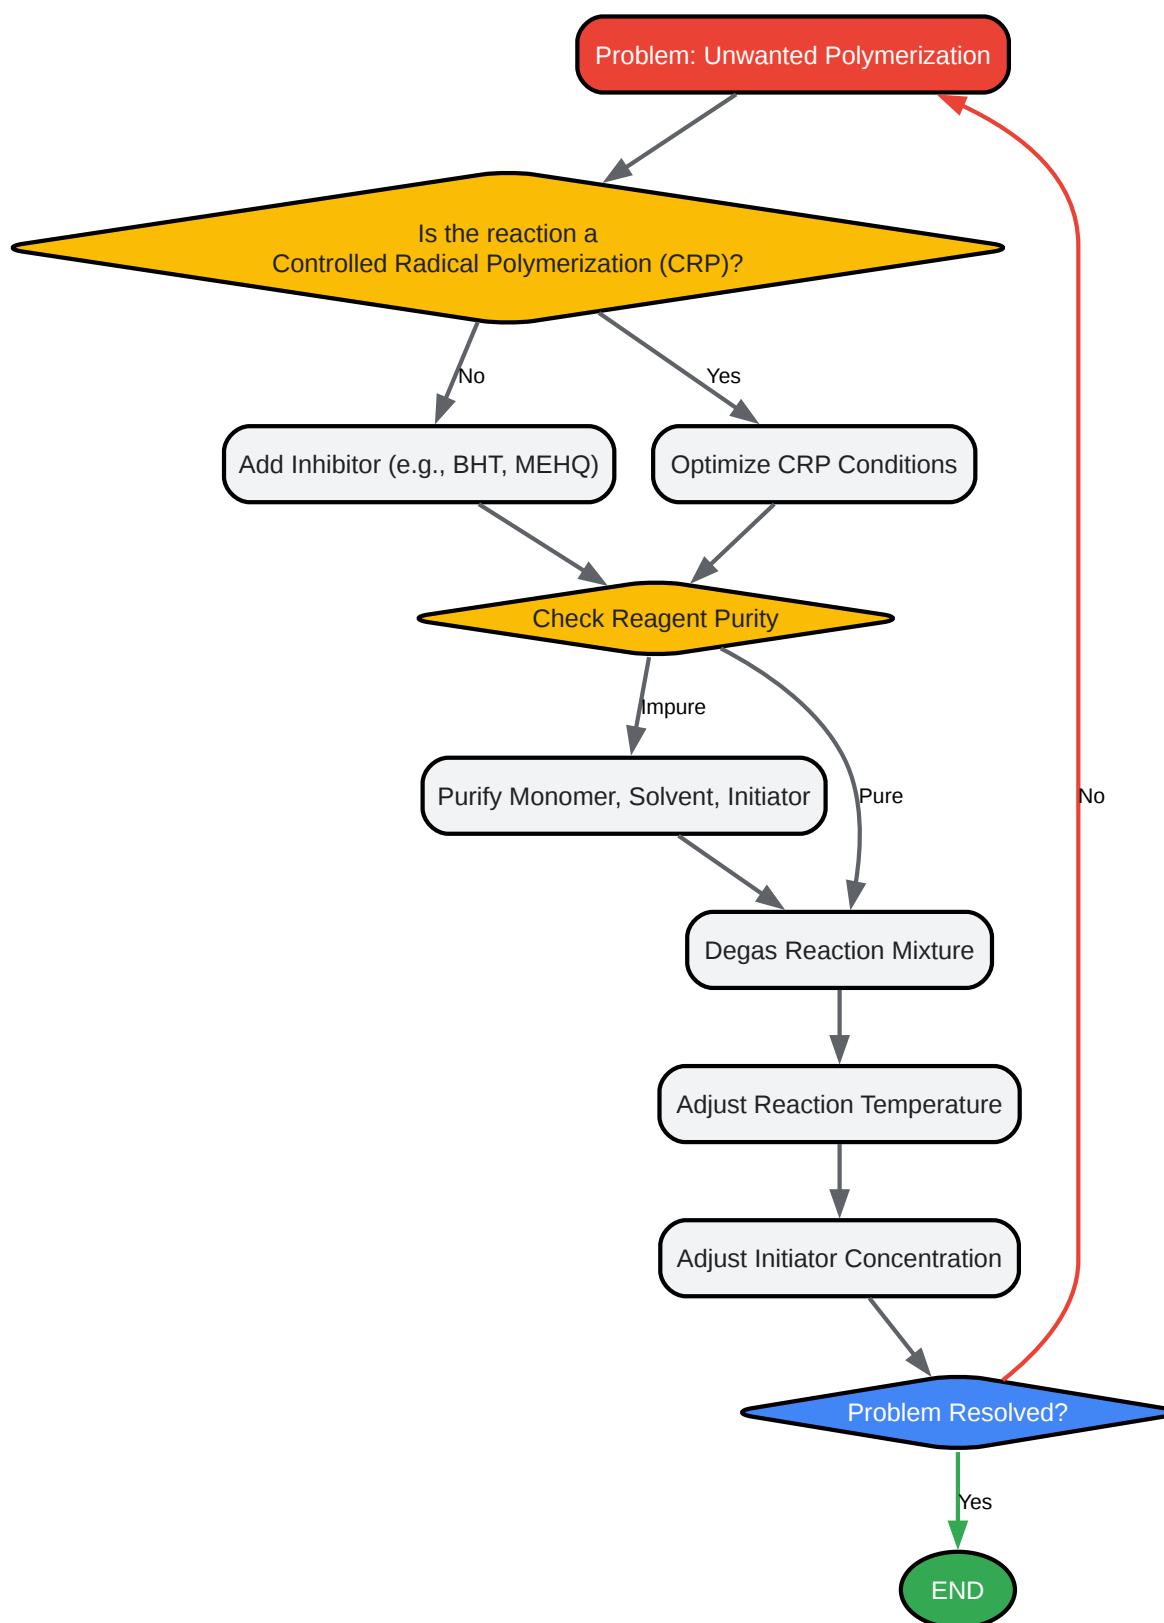 Problem: Unwanted Polymerization
Is the reaction a
Controlled Radical Polymerization (CRP)?
No
Yes
Add Inhibitor (e.g., BHT, MEHQ)
Optimize CRP Conditions
Check Reagent Purity
Impure
Purify Monomer, Solvent, Initiator
Pure
No
Degas Reaction Mixture
Adjust Reaction Temperature
Adjust Initiator Concentration
Problem Resolved?
Yes
END